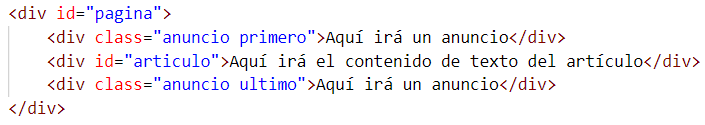 <div id="pagina">
<div class="anuncio primero">Aquí irá un anuncio</div>
<div id="articulo">Aquí irá el contenido de texto del artículo</div>
<div class="anuncio ultimo">Aquí irá un anuncio</div>
</div>